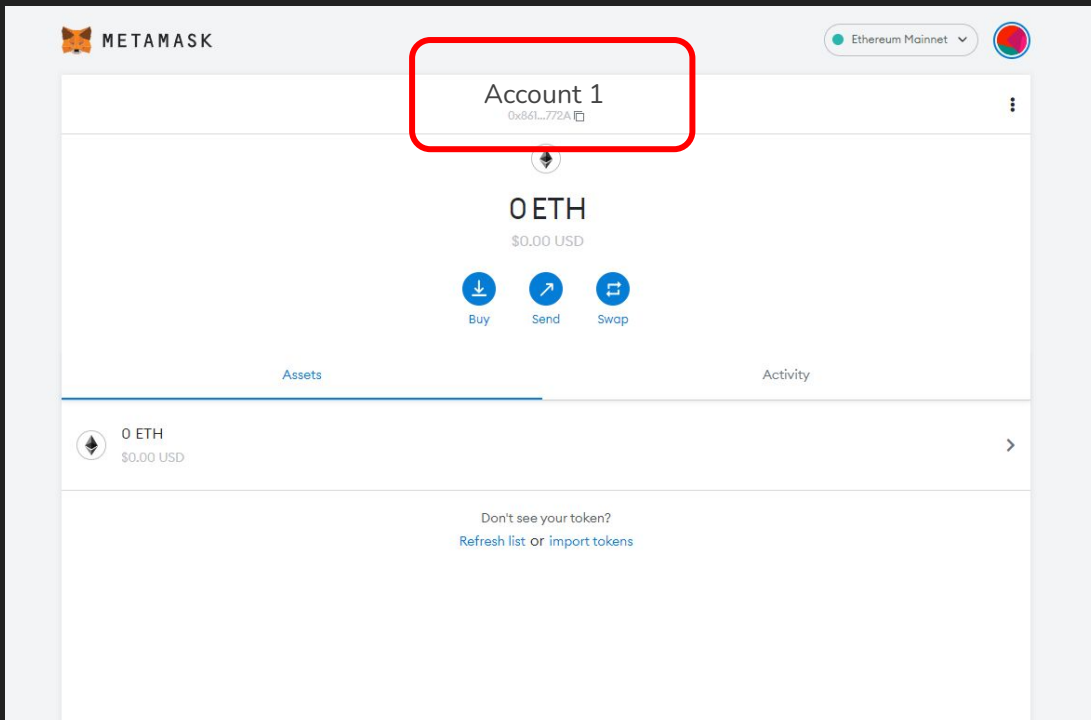 METAMASK
Ethereum Mainnet
Account 1
0x861...772A
0 ETH
$0.00 USD
Buy Send Swap
Assets Activity
0 ETH
$0.00 USD
Don't see your token?
Refresh list or import tokens